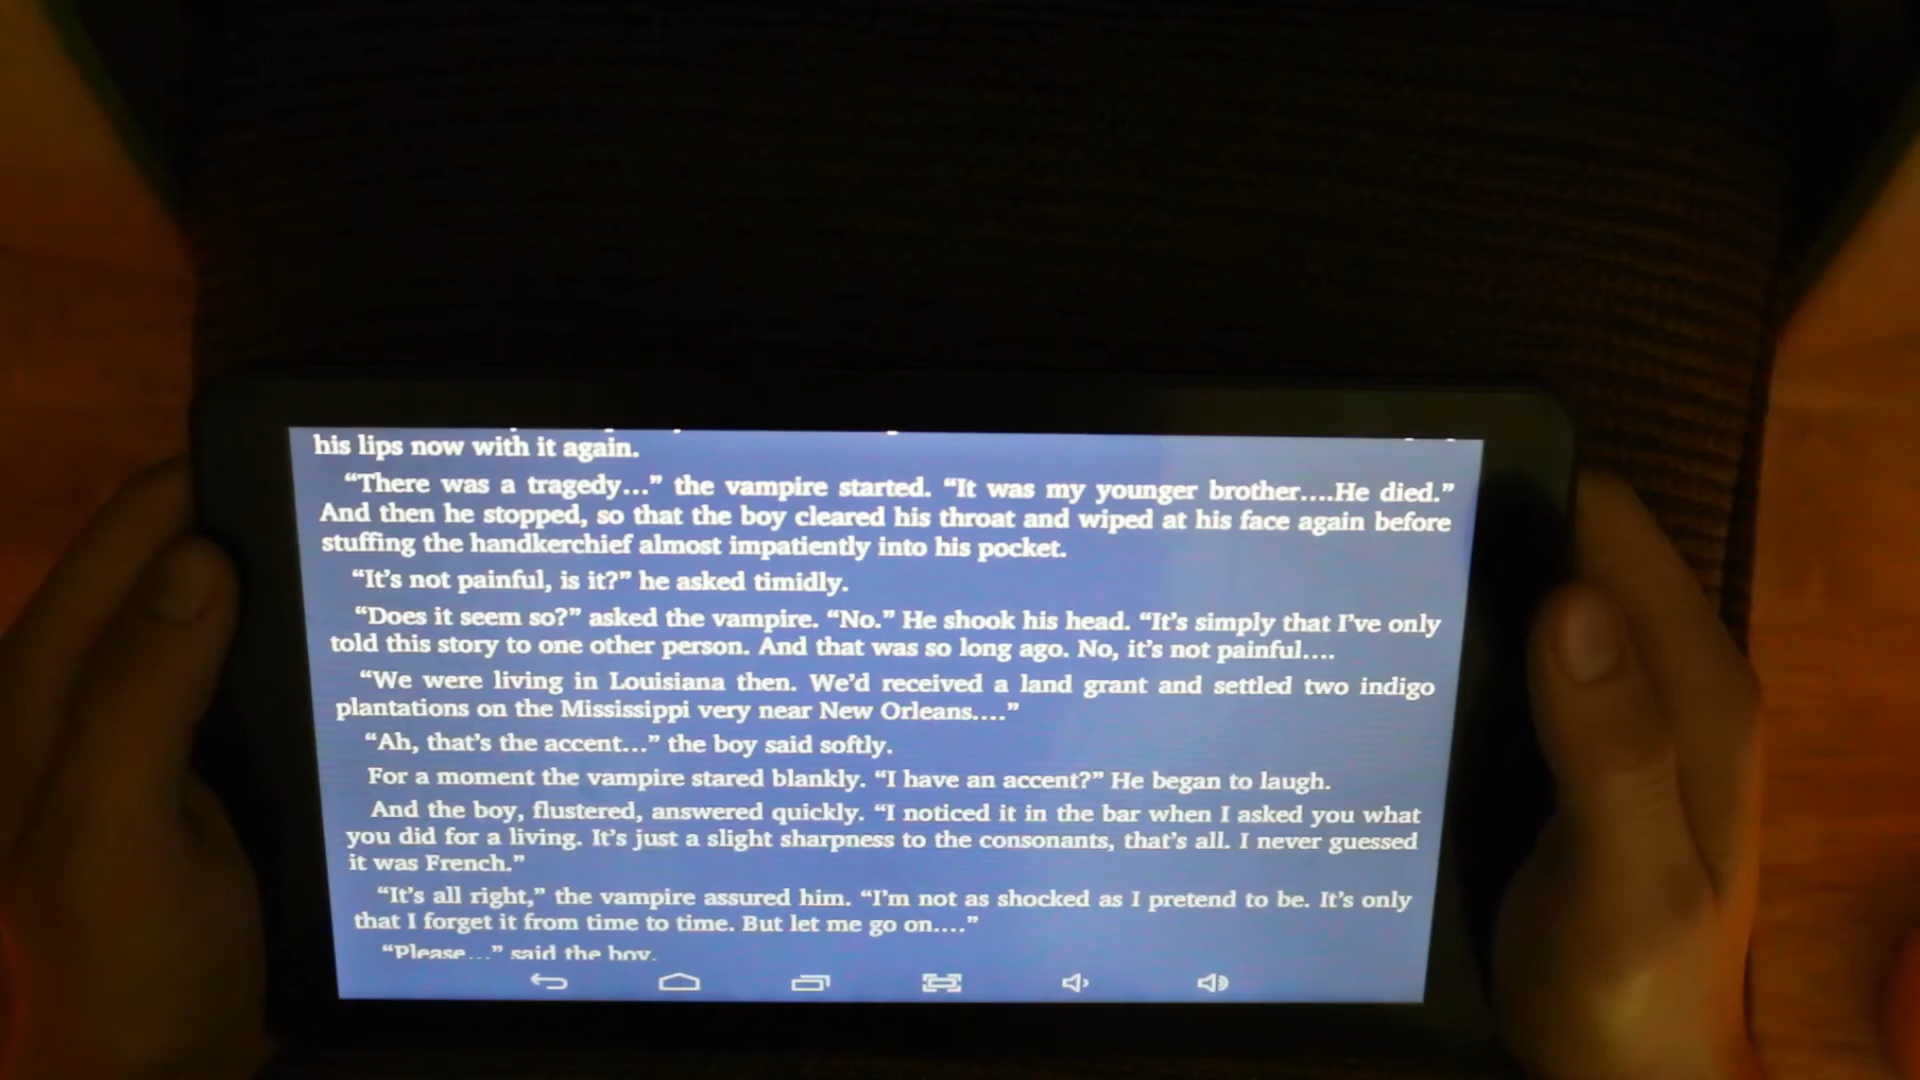 his lips now with it again.
“There was a tragedy...” the vampire started. “It was my younger brother....He died.”
And then he stopped, so that the boy cleared his throat and wiped at his face again before
stuffing the handkerchief almost impatiently into his pocket.
“It’s not painful, is it?” he asked timidly.
“Does it seem so?” asked the vampire. “No.” He shook his head. “It’s simply that I’ve only
told this story to one other person. And that was so long ago. No, it’s not painful....
“We were living in Louisiana then. We’d received a land grant and settled two indigo
plantations on the Mississippi very near New Orleans....”
“Ah, that’s the accent...” the boy said softly.
For a moment the vampire stared blankly. “I have an accent?” He began to laugh.
And the boy, flustered, answered quickly. “I noticed it in the bar when I asked you what
you did for a living. It’s just a slight sharpness to the consonants, that’s all. I never guessed
it was French.”
“It’s all right,” the vampire assured him. “I’m not as shocked as I pretend to be. It’s only
that I forget it from time to time. But let me go on....”
“Please...” said the boy.